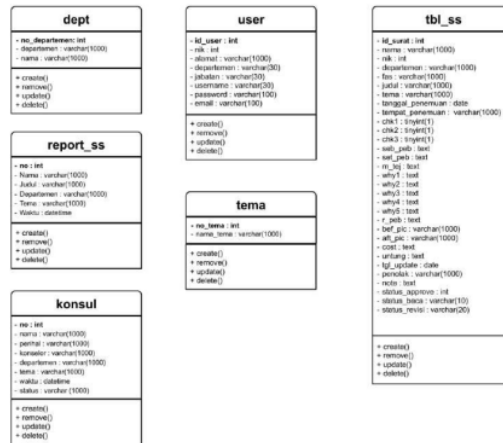 dept
- no_departemen: int
- departemen : varchar(1000)
- nama : varchar(1000)
+ create()
+ remove()
+ update()
+ delete()
report_ss
- no : int
- Nama : varchar(1000)
- Judul : varchar(1000)
- Departemen : varchar(1000)
- Tema : varchar(1000)
- Waktu : datetime
+ create()
+ remove()
+ update()
+ delete()
konsul
- no : int
- nama : varchar(1000)
- perihal : varchar(1000)
- konseler : varchar(1000)
- departemen : varchar(1000)
- tema : varchar(1000)
- waktu : datetime
- status : varchar (1000)
+ create()
+ remove()
+ update()
+ delete()
user
- id_user : int
- nik : int
- alamat : varchar(1000)
- departemen : varchar(30)
- jabatan : varchar(30)
- username : varchar(30)
- password : varchar(100)
- email : varchar(100)
+ create()
+ remove()
+ update()
+ delete()
tema
- no_tema : int
- name_tema : varchar(1000)
+ create()
+ remove()
+ update()
+ delete()
tbl_ss
- id_surat : int
- nama : varchar(1000)
- nik : int
- departemen : varchar(1000)
- fas : varchar(1000)
- judul : varchar(1000)
- tema : varchar(1000)
- tanggal_penemuan : date
- tempat_penemuan : varchar(1000)
- chk1 : tinyint(1)
- chk2 : tinyint(1)
- chk3 : tinyint(1)
- seb_peb : text
- set_peb : text
- m_tej : text
- why1 : text
- why2 : text
- why3 : text
- why4 : text
- why5 : text
- r_peb : text
- bef_pic : varchar(1000)
- aft_pic : varchar(1000)
- cost : text
- untung : text
- tgl_update : date
- penolak : varchar(1000)
- note : text
- status_approve : int
- status_baca : varchar(10)
- status_revisi : varchar(20)
+ create()
+ remove()
+ update()
+ delete()